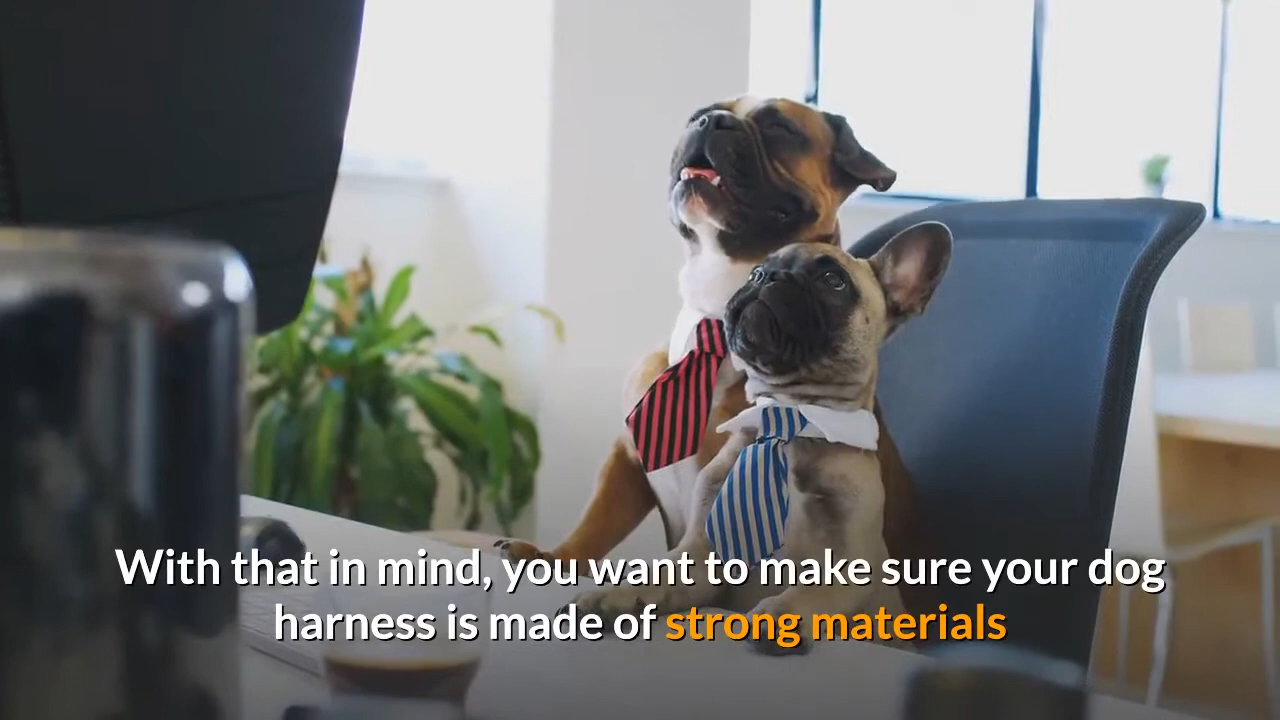 With that in mind, you want to make sure your dog
harness is made of strong materials